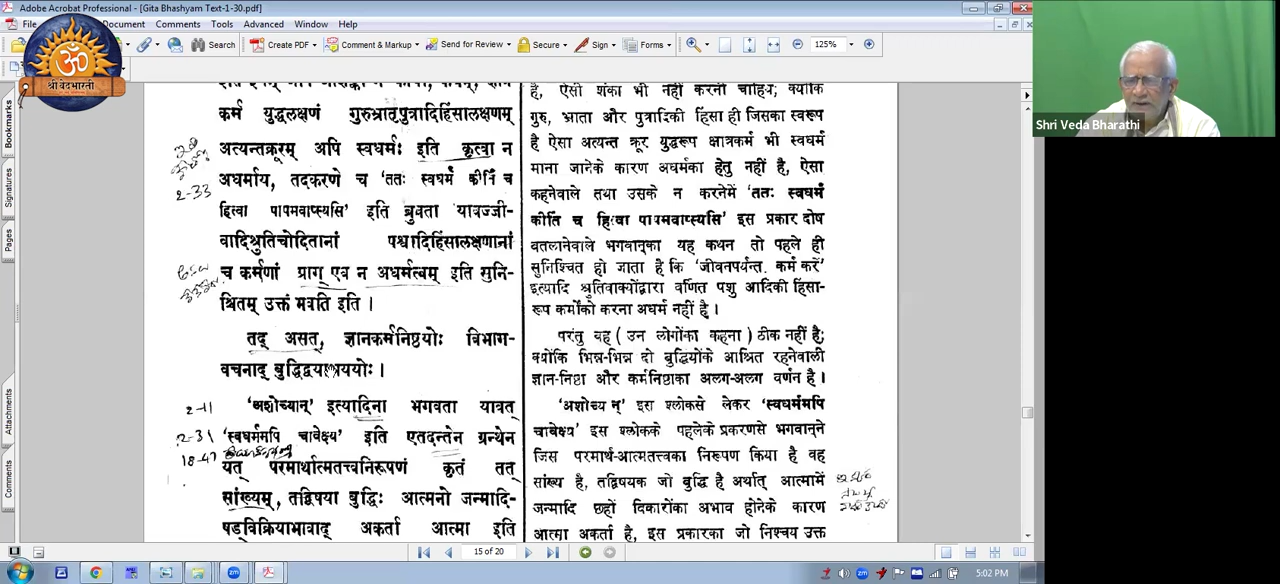 Adobe Acrobat Professional - [Gita Bhashyam Text-1-30.pdf]
Document Comments Tools Advanced Window Help
Search Create PDF Comment & Markup Send for Review Secure Sign Forms 125%
ॐ
श्रीवेदभारती
Bookmarks
Signatures
Pages
Attachments
Comments
कर्म युद्धलक्षणं गुरुभ्रातृपुत्रादिहिंसालक्षणम्
अत्यन्तक्रूरम् अपि स्वधर्मः इति कृत्वा न
अधर्माय, तदकरणे च 'ततः स्वधर्मं कीर्तिं च
2-33
हित्वा पापमवाप्स्यसि' इति ब्रुवता यावज्जी-
वादिश्रुतिचोदितानां पश्वादिहिंसालक्षणानां
च कर्मणां प्राग् एव न अधर्मत्वम् इति सुनि-
श्चितम् उक्तं भवति इति ।
तद् असत्, ज्ञानकर्मनिष्ठयोः विभाग-
वचनाद् बुद्धिद्वयाश्रययोः ।
2-11
'अशोच्यान्' इत्यादिना भगवता यावत्
2-31
'स्वधर्ममपि चावेक्ष्य' इति एतदन्तेन ग्रन्थेन
18-47
यत् परमार्थात्मतत्त्वनिरूपणं कृतं तत्
सांख्यम्, तद्विषया बुद्धिः आत्मनो जन्मादि-
षड्विक्रियाभावाद् अकर्ता आत्मा इति
है, ऐसी शंका भी नहीं करनी चाहिये; क्योंकि
गुरु, भ्राता और पुत्रादिकी हिंसा ही जिसका स्वरूप
है ऐसा अत्यन्त क्रूर युद्धरूप क्षात्रकर्म भी स्वधर्म
माना जानेके कारण अधर्मका हेतु नहीं है, ऐसा
कहनेवाले तथा उसके न करनेमें 'ततः स्वधर्मं
कीर्तिं च हित्वा पापमवाप्स्यसि' इस प्रकार दोष
बतलानेवाले भगवान्का यह कथन तो पहले ही
सुनिश्चित हो जाता है कि 'जीवनपर्यन्त कर्म करें'
इत्यादि श्रुतिवाक्योंद्वारा वर्णित पशु आदिकी हिंसा-
रूप कर्मोंको करना अधर्म नहीं है ।
परंतु यह ( उन लोगोंका कहना ) ठीक नहीं है;
क्योंकि भिन्न-भिन्न दो बुद्धियोंके आश्रित रहनेवाली
ज्ञान-निष्ठा और कर्मनिष्ठाका अलग-अलग वर्णन है ।
'अशोच्यान्' इस श्लोकसे लेकर 'स्वधर्ममपि
चावेक्ष्य' इस श्लोकके पहलेके प्रकरणसे भगवान्ने
जिस परमार्थ-आत्मतत्त्वका निरूपण किया है वह
सांख्य है, तद्विषयक जो बुद्धि है अर्थात् आत्मामें
जन्मादि छहों विकारोंका अभाव होनेके कारण
आत्मा अकर्ता है, इस प्रकारका जो निश्चय उक्त
15 of 20
5:02 PM
Shri Veda Bharathi